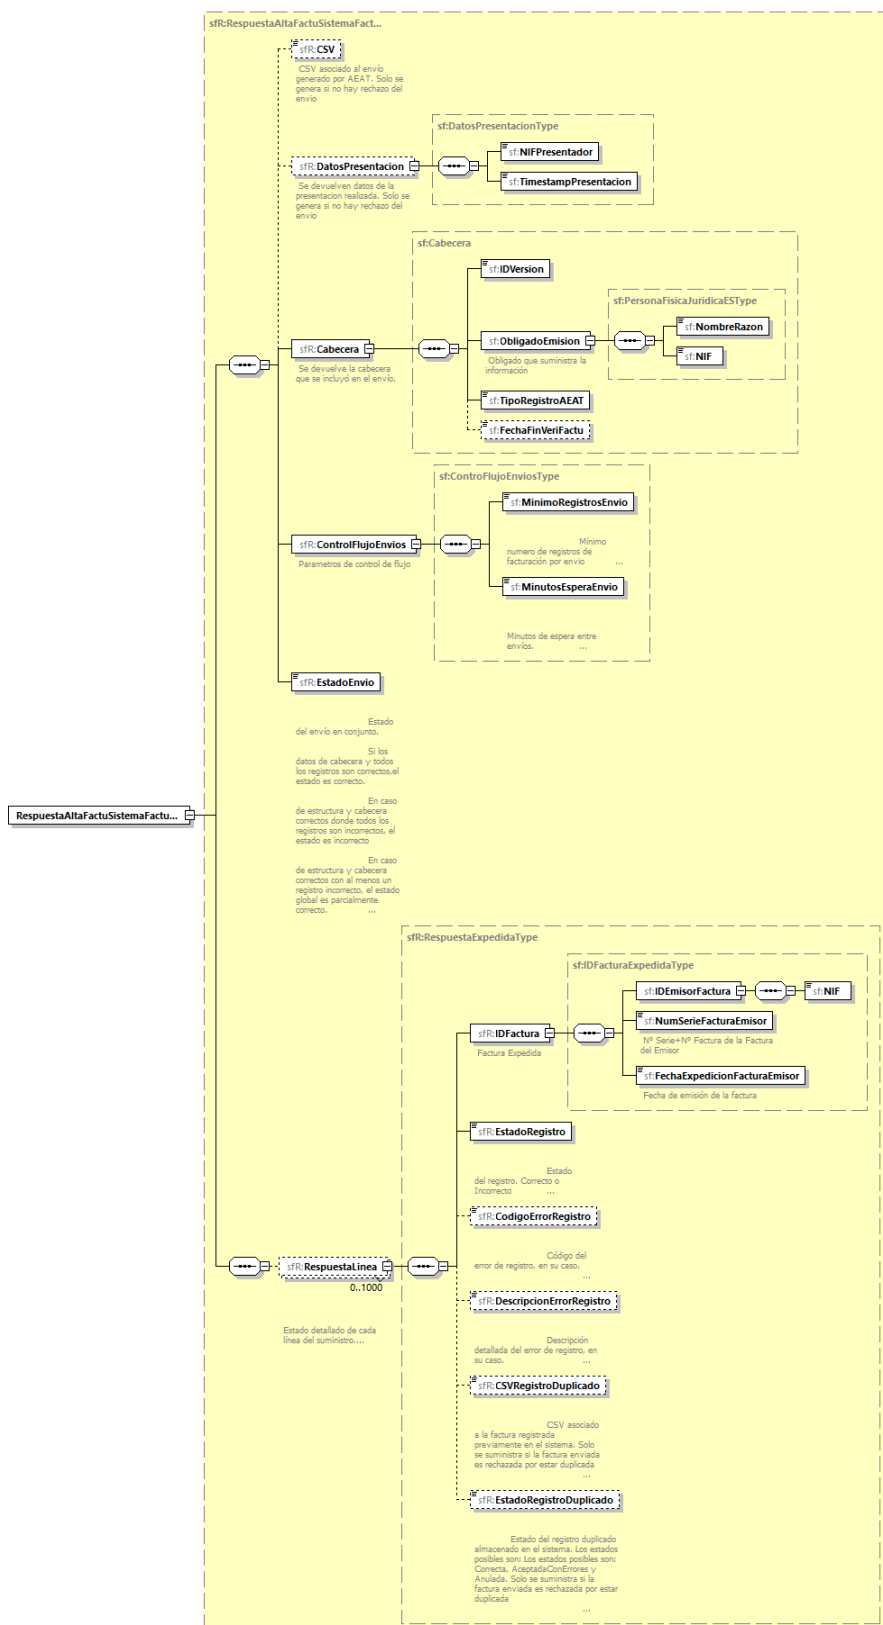 sfR:RespuestaAltaFactuSistemaFact...
sfR:CSV
CSV asociado al envío
generado por AEAT. Solo se
genera si no hay rechazo del
envio
sf:DatosPresentacionType
sfR:DatosPresentacion
sf:NIFPresentador
sf:TimestampPresentacion
Se devuelven datos de la
presentacion realizada. Solo se
genera si no hay rechazo del
envio
sf:Cabecera
sf:IDVersion
sf:PersonaFisicaJuridicaESType
sf:NombreRazon
sf:ObligadoEmision
sf:NIF
Obligado que suministra la
información
sfR:Cabecera
Se devuelve la cabecera
que se incluyó en el envío.
sf:TipoRegistroAEAT
sf:FechaFinVeriFactu
sf:ControFlujoEnviosType
sf:MinimoRegistrosEnvio
Mínimo
numero de registros de
facturación por envio ...
sfR:ControlFlujoEnvios
Parametros de control de flujo
sf:MinutosEsperaEnvio
Minutos de espera entre
envíos. ...
sfR:EstadoEnvio
Estado
del envío en conjunto.
Si los
datos de cabecera y todos
los registros son correctos,el
estado es correcto.
En caso
de estructura y cabecera
correctos donde todos los
registros son incorrectos, el
estado es incorrecto
En caso
de estructura y cabecera
correctos con al menos un
registro incorrecto, el estado
global es parcialmente
correcto. ...
RespuestaAltaFactuSistemaFactu...
sfR:RespuestaExpedidaType
sf:IDFacturaExpedidaType
sf:IDEmisorFactura
sf:NIF
sfR:IDFactura
Factura Expedida
sf:NumSerieFacturaEmisor
Nº Serie+Nº Factura de la Factura
del Emisor
sf:FechaExpedicionFacturaEmisor
Fecha de emisión de la factura
sfR:EstadoRegistro
Estado
del registro. Correcto o
Incorrecto ...
sfR:CodigoErrorRegistro
Código del
error de registro, en su caso.
...
sfR:RespuestaLinea
0..1000
Estado detallado de cada
línea del suministro....
sfR:DescripcionErrorRegistro
Descripción
detallada del error de registro, en
su caso. ...
sfR:CSVRegistroDuplicado
CSV asociado
a la factura registrada
previamente en el sistema. Solo
se suministra si la factura enviada
es rechazada por estar duplicada
...
sfR:EstadoRegistroDuplicado
Estado del registro duplicado
almacenado en el sistema. Los estados
posibles son: Los estados posibles son:
Correcta, AceptadaConErrores y
Anulada. Solo se suministra si la
factura enviada es rechazada por estar
duplicada
...